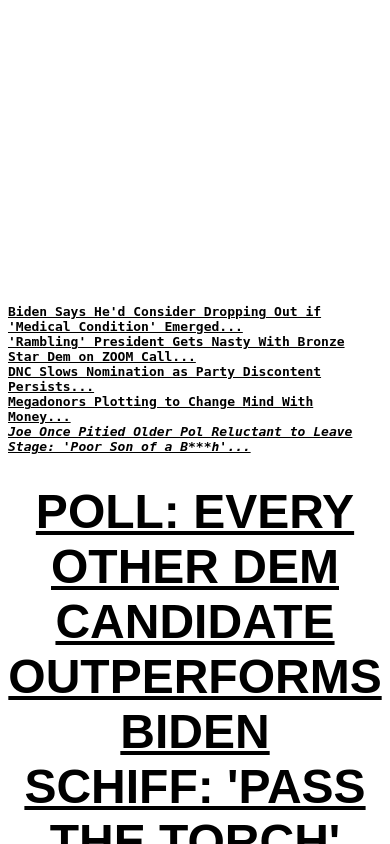 Biden Says He'd Consider Dropping Out if
'Medical Condition' Emerged...
'Rambling' President Gets Nasty With Bronze
Star Dem on ZOOM Call...
DNC Slows Nomination as Party Discontent
Persists...
Megadonors Plotting to Change Mind With
Money...
Joe Once Pitied Older Pol Reluctant to Leave
Stage: 'Poor Son of a B***h'...
POLL: EVERY
OTHER DEM
CANDIDATE
OUTPERFORMS
BIDEN
SCHIFF: 'PASS
THE TORCH'